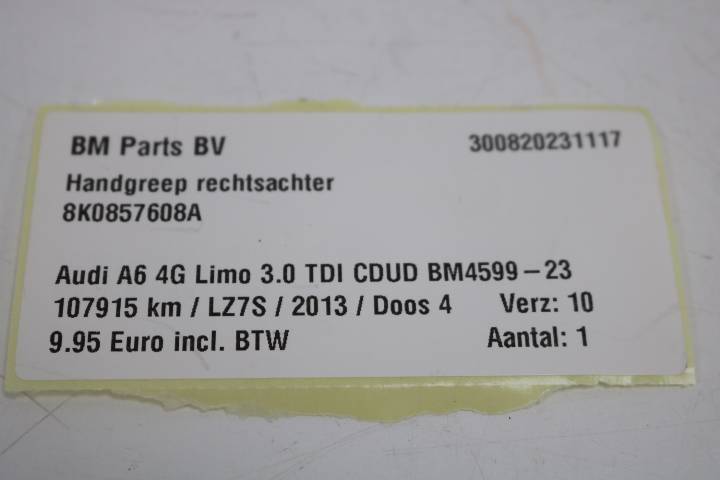 BM Parts BV 300820231117
Handgreep rechtsachter
8K0857608A
Audi A6 4G Limo 3.0 TDI CDUD BM4599-23
107915 km / LZ7S / 2013 / Doos 4 Verz: 10
9.95 Euro incl. BTW Aantal: 1